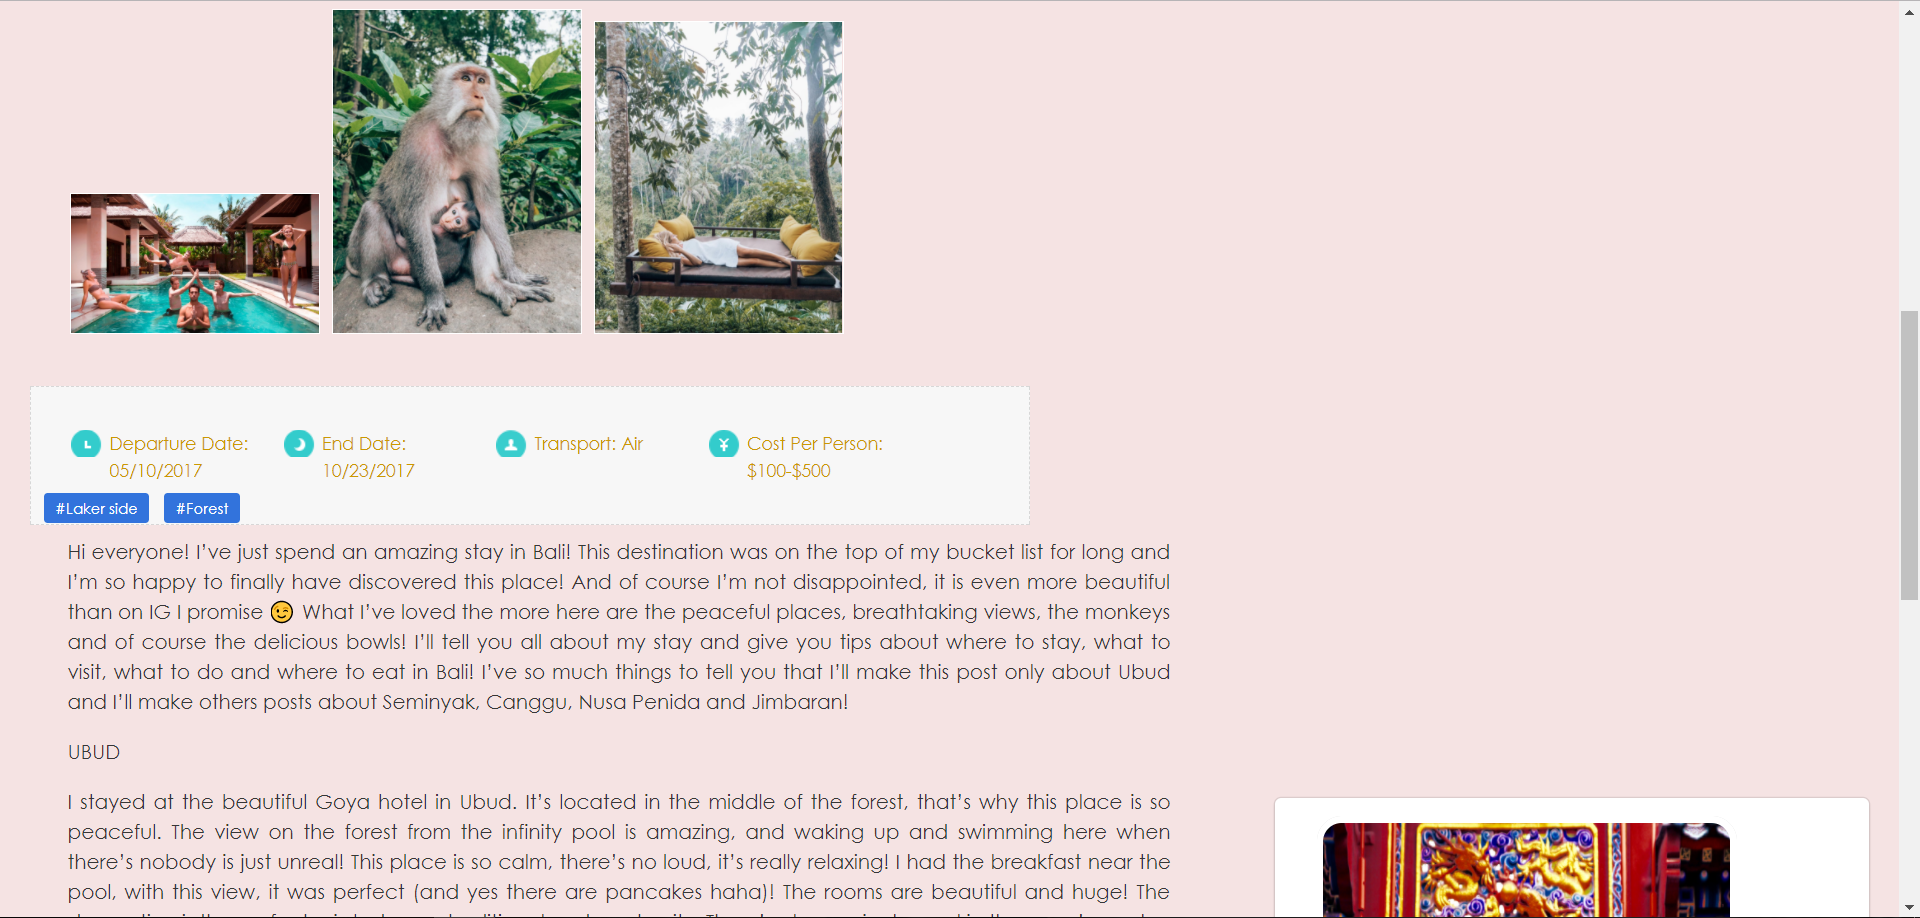 Departure Date:
05/10/2017
End Date:
10/23/2017
Transport: Air
Cost Per Person:
$100-$500
#Laker side
#Forest
Hi everyone! I’ve just spend an amazing stay in Bali! This destination was on the top of my bucket list for long and
I’m so happy to finally have discovered this place! And of course I’m not disappointed, it is even more beautiful
than on IG I promise 😉 What I’ve loved the more here are the peaceful places, breathtaking views, the monkeys
and of course the delicious bowls! I’ll tell you all about my stay and give you tips about where to stay, what to
visit, what to do and where to eat in Bali! I’ve so much things to tell you that I’ll make this post only about Ubud
and I’ll make others posts about Seminyak, Canggu, Nusa Penida and Jimbaran!
UBUD
I stayed at the beautiful Goya hotel in Ubud. It’s located in the middle of the forest, that’s why this place is so
peaceful. The view on the forest from the infinity pool is amazing, and waking up and swimming here when
there’s nobody is just unreal! This place is so calm, there’s no loud, it’s really relaxing! I had the breakfast near the
pool, with this view, it was perfect (and yes there are pancakes haha)! The rooms are beautiful and huge! The